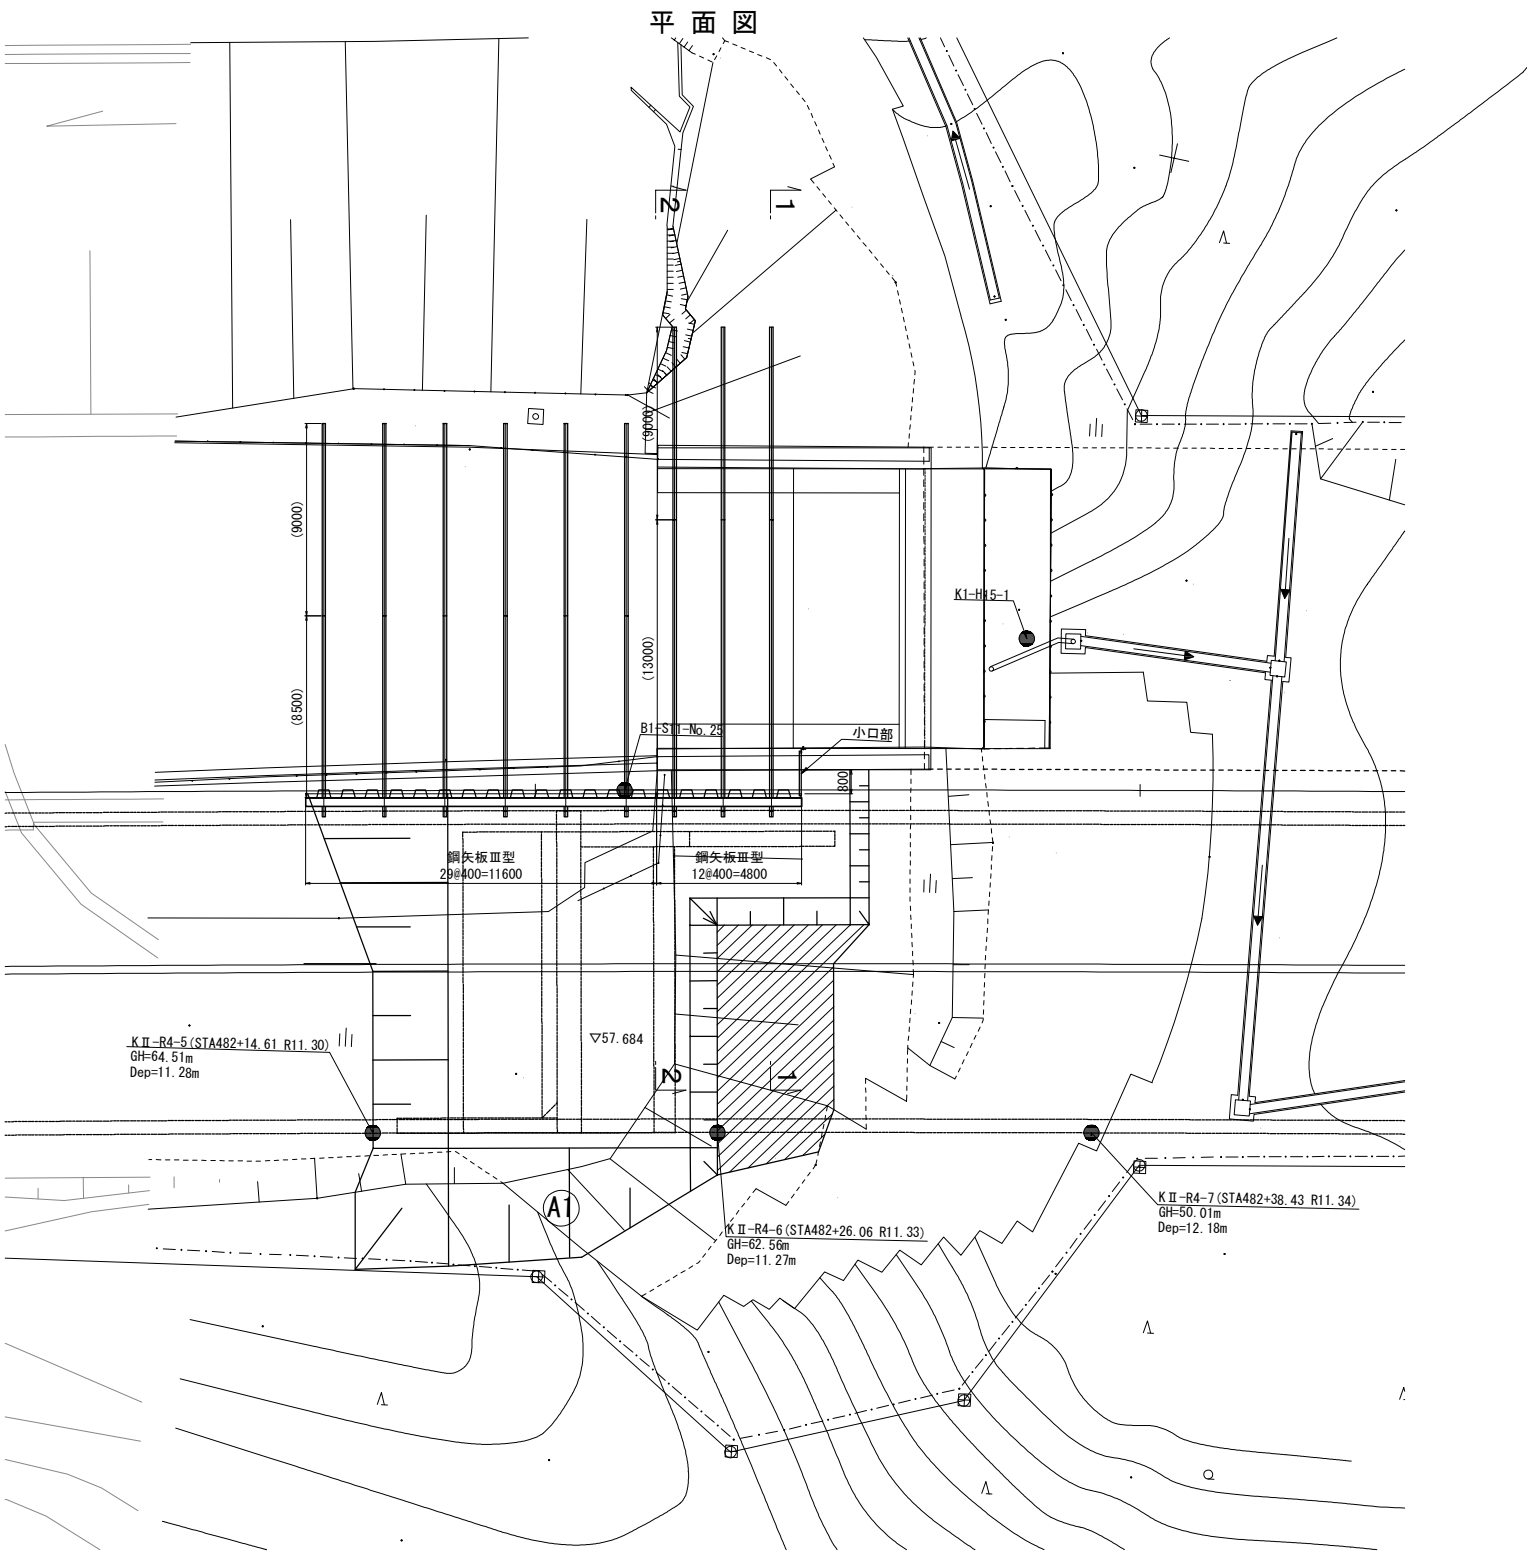 平面図
2
1
(9000)
(9000)
(13000)
(8500)
K1-H15-1
B1-S11-No.25
小口部
800
鋼矢板Ⅲ型
29@400=11600
鋼矢板Ⅲ型
12@400=4800
KⅡ-R4-5(STA482+14.61 R11.30)
GH=64.51m
Dep=11.28m
▽57.684
2
1
A1
KⅡ-R4-6(STA482+26.06 R11.33)
GH=62.56m
Dep=11.27m
KⅡ-R4-7(STA482+38.43 R11.34)
GH=50.01m
Dep=12.18m